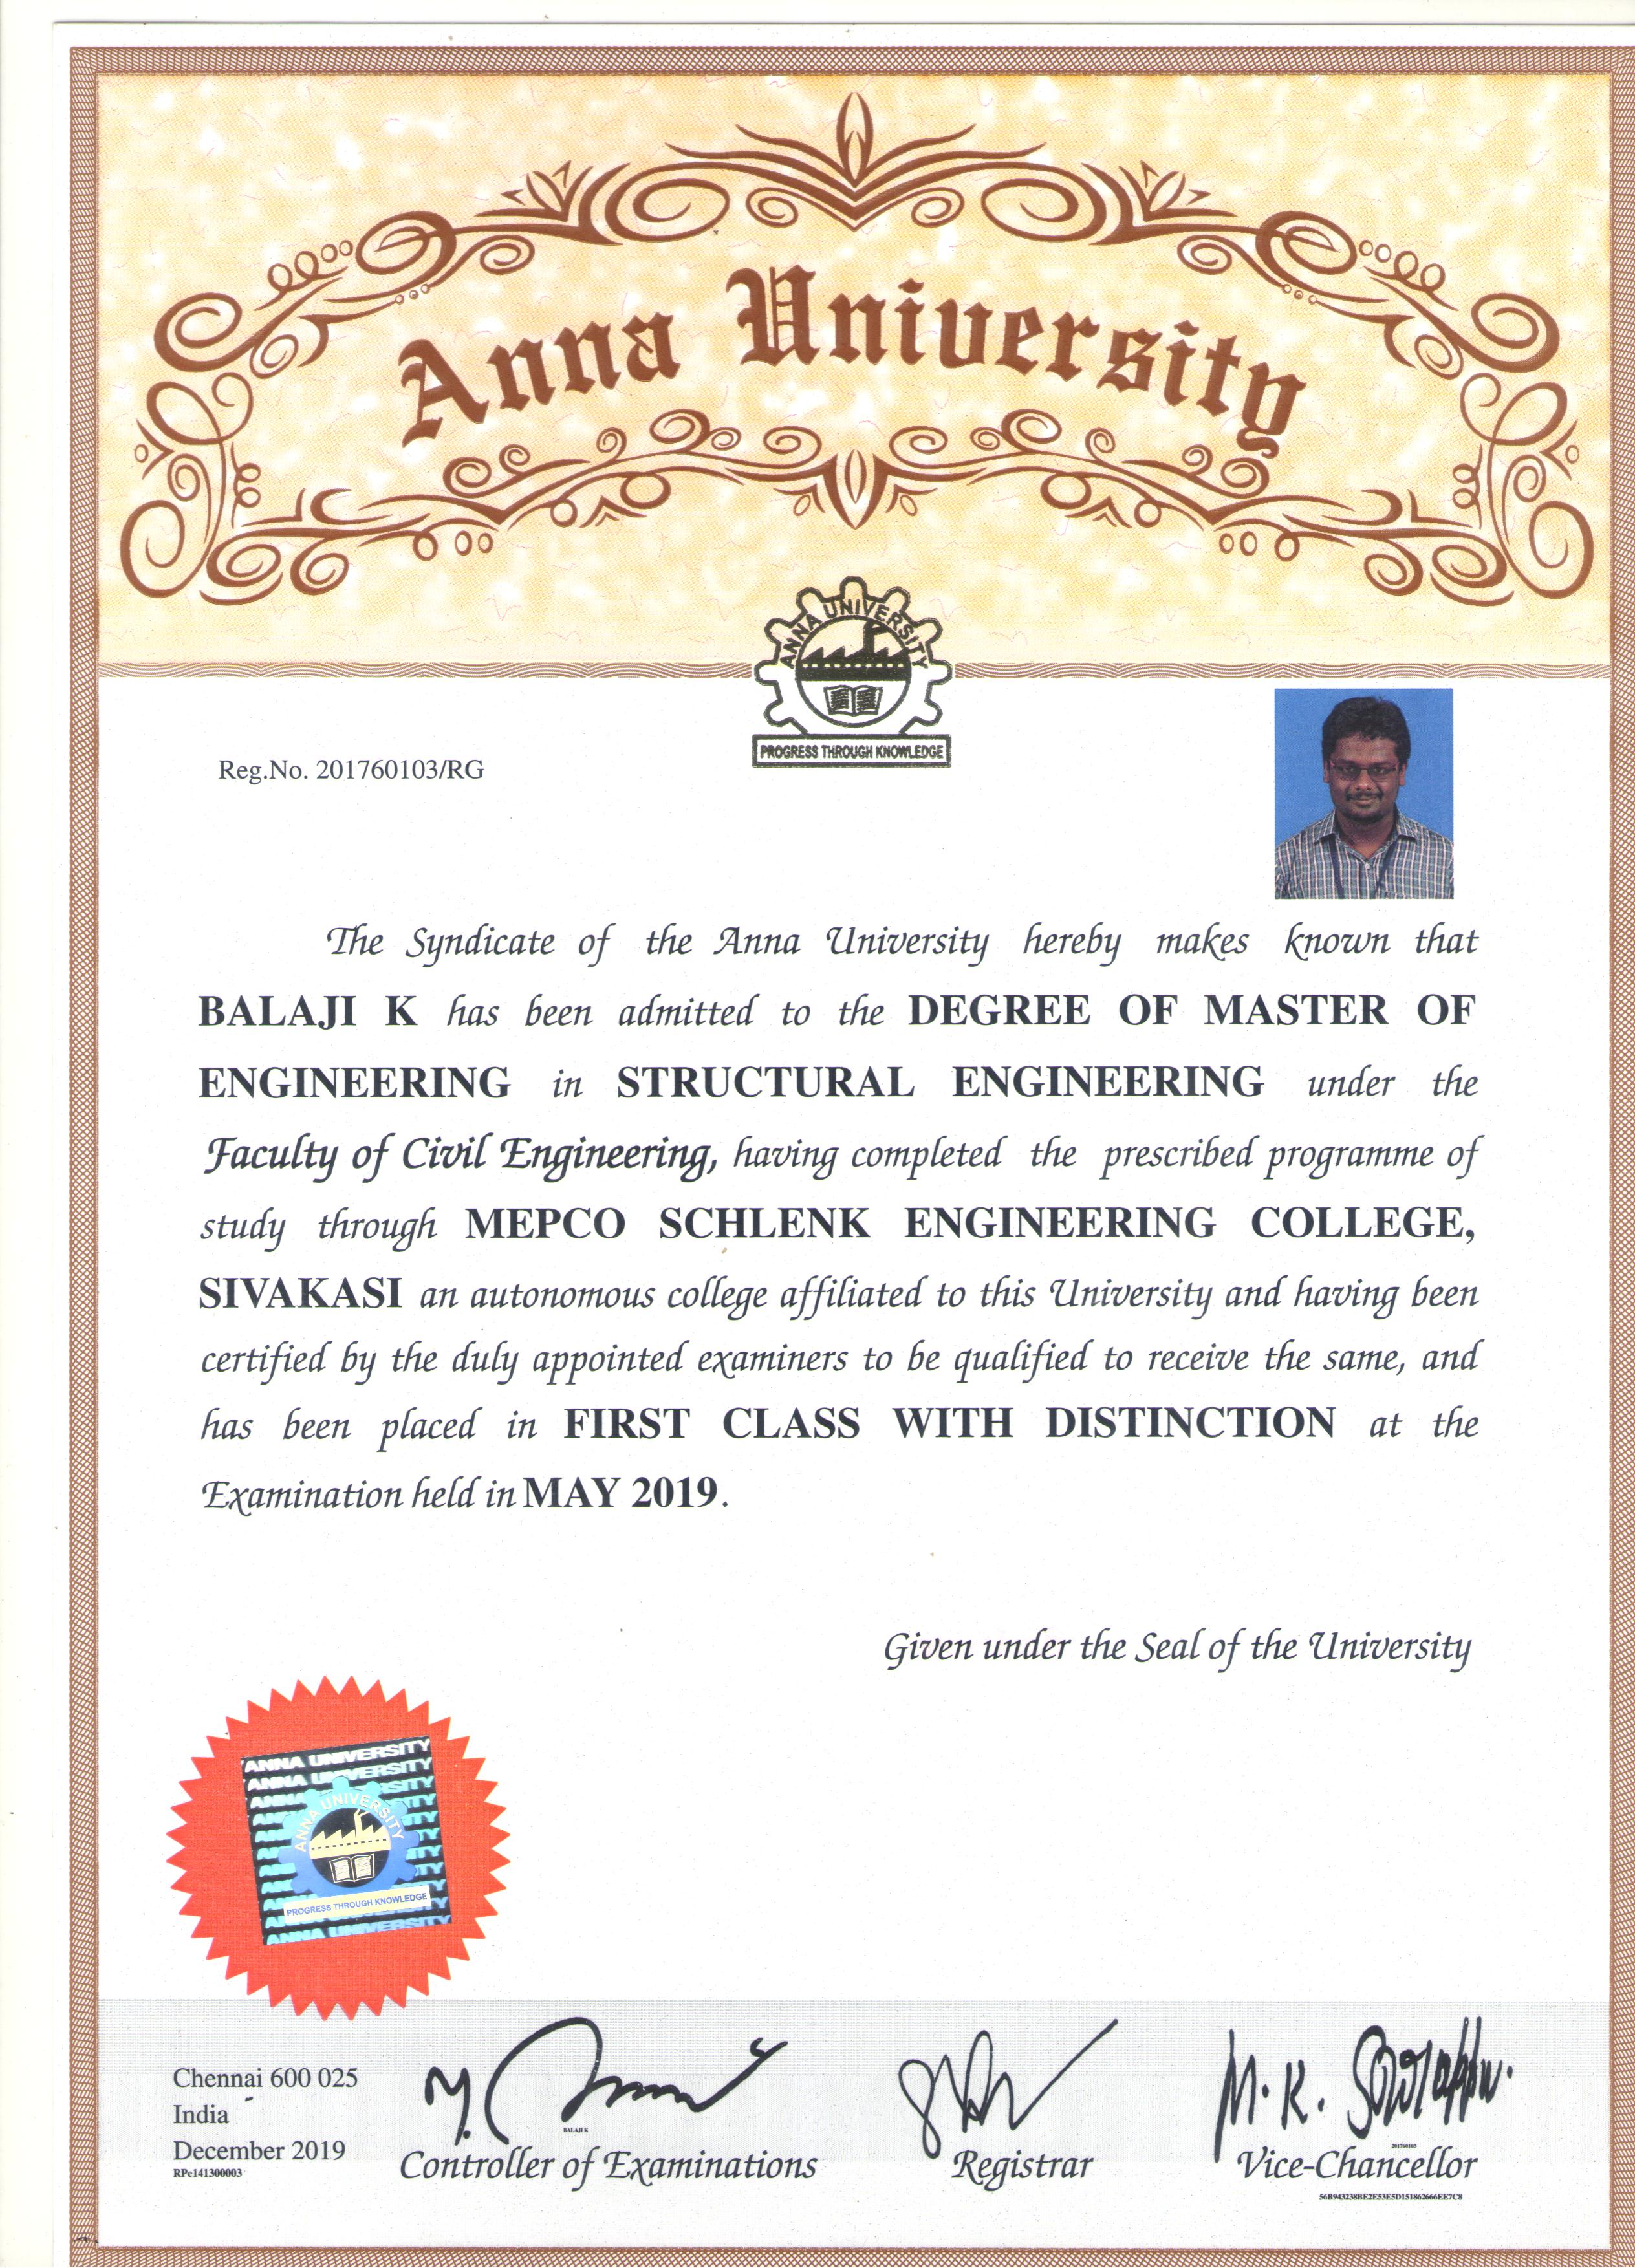 Anna University
ANNA UNIVERSITY
PROGRESS THROUGH KNOWLEDGE
Reg.No. 201760103/RG
The Syndicate of the Anna University hereby makes known that
BALAJI K has been admitted to the DEGREE OF MASTER OF
ENGINEERING in STRUCTURAL ENGINEERING under the
Faculty of Civil Engineering, having completed the prescribed programme of
study through MEPCO SCHLENK ENGINEERING COLLEGE,
SIVAKASI an autonomous college affiliated to this University and having been
certified by the duly appointed examiners to be qualified to receive the same, and
has been placed in FIRST CLASS WITH DISTINCTION at the
Examination held in MAY 2019.
Given under the Seal of the University
ANNA UNIVERSITY
ANNA UNIVERSITY
ANNA UNIVERSITY
PROGRESS THROUGH KNOWLEDGE
ANNA UNIVERSITY
Chennai 600 025
India
December 2019
RPe141300003
BALAJI K
Controller of Examinations
Registrar
M.K.
201760103
Vice-Chancellor
56B943238BE2E53E5D151862666EE7C8